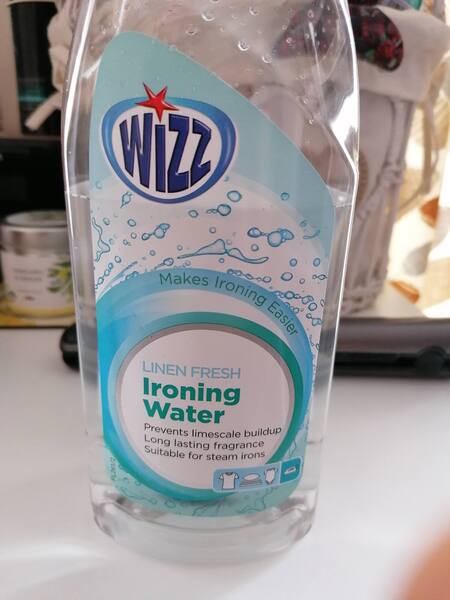 WiZZ
Makes Ironing Easier
LINEN FRESH
Ironing
Water
Prevents limescale buildup
Long lasting fragrance
Suitable for steam irons